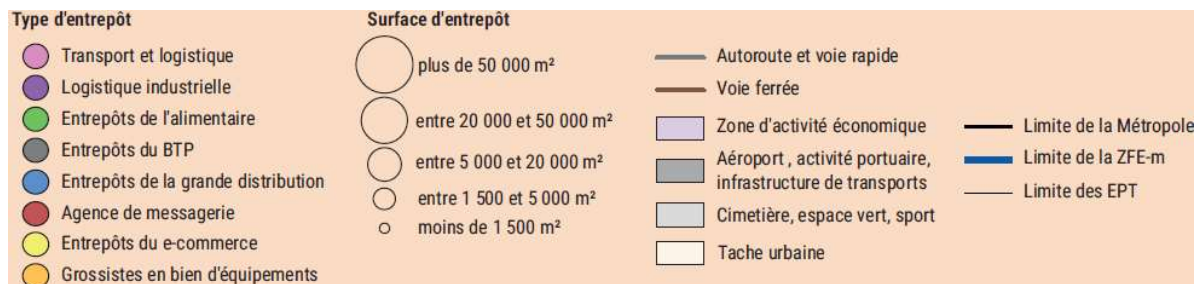 Type d'entrepôt
Transport et logistique
Logistique industrielle
Entrepôts de l'alimentaire
Entrepôts du BTP
Entrepôts de la grande distribution
Agence de messagerie
Entrepôts du e-commerce
Grossistes en bien d'équipements
Surface d'entrepôt
plus de 50 000 m²
entre 20 000 et 50 000 m²
entre 5 000 et 20 000 m²
entre 1 500 et 5 000 m²
moins de 1 500 m²
Autoroute et voie rapide
Voie ferrée
Zone d'activité économique
Aéroport , activité portuaire,
infrastructure de transports
Cimetière, espace vert, sport
Tache urbaine
Limite de la Métropole
Limite de la ZFE-m
Limite des EPT